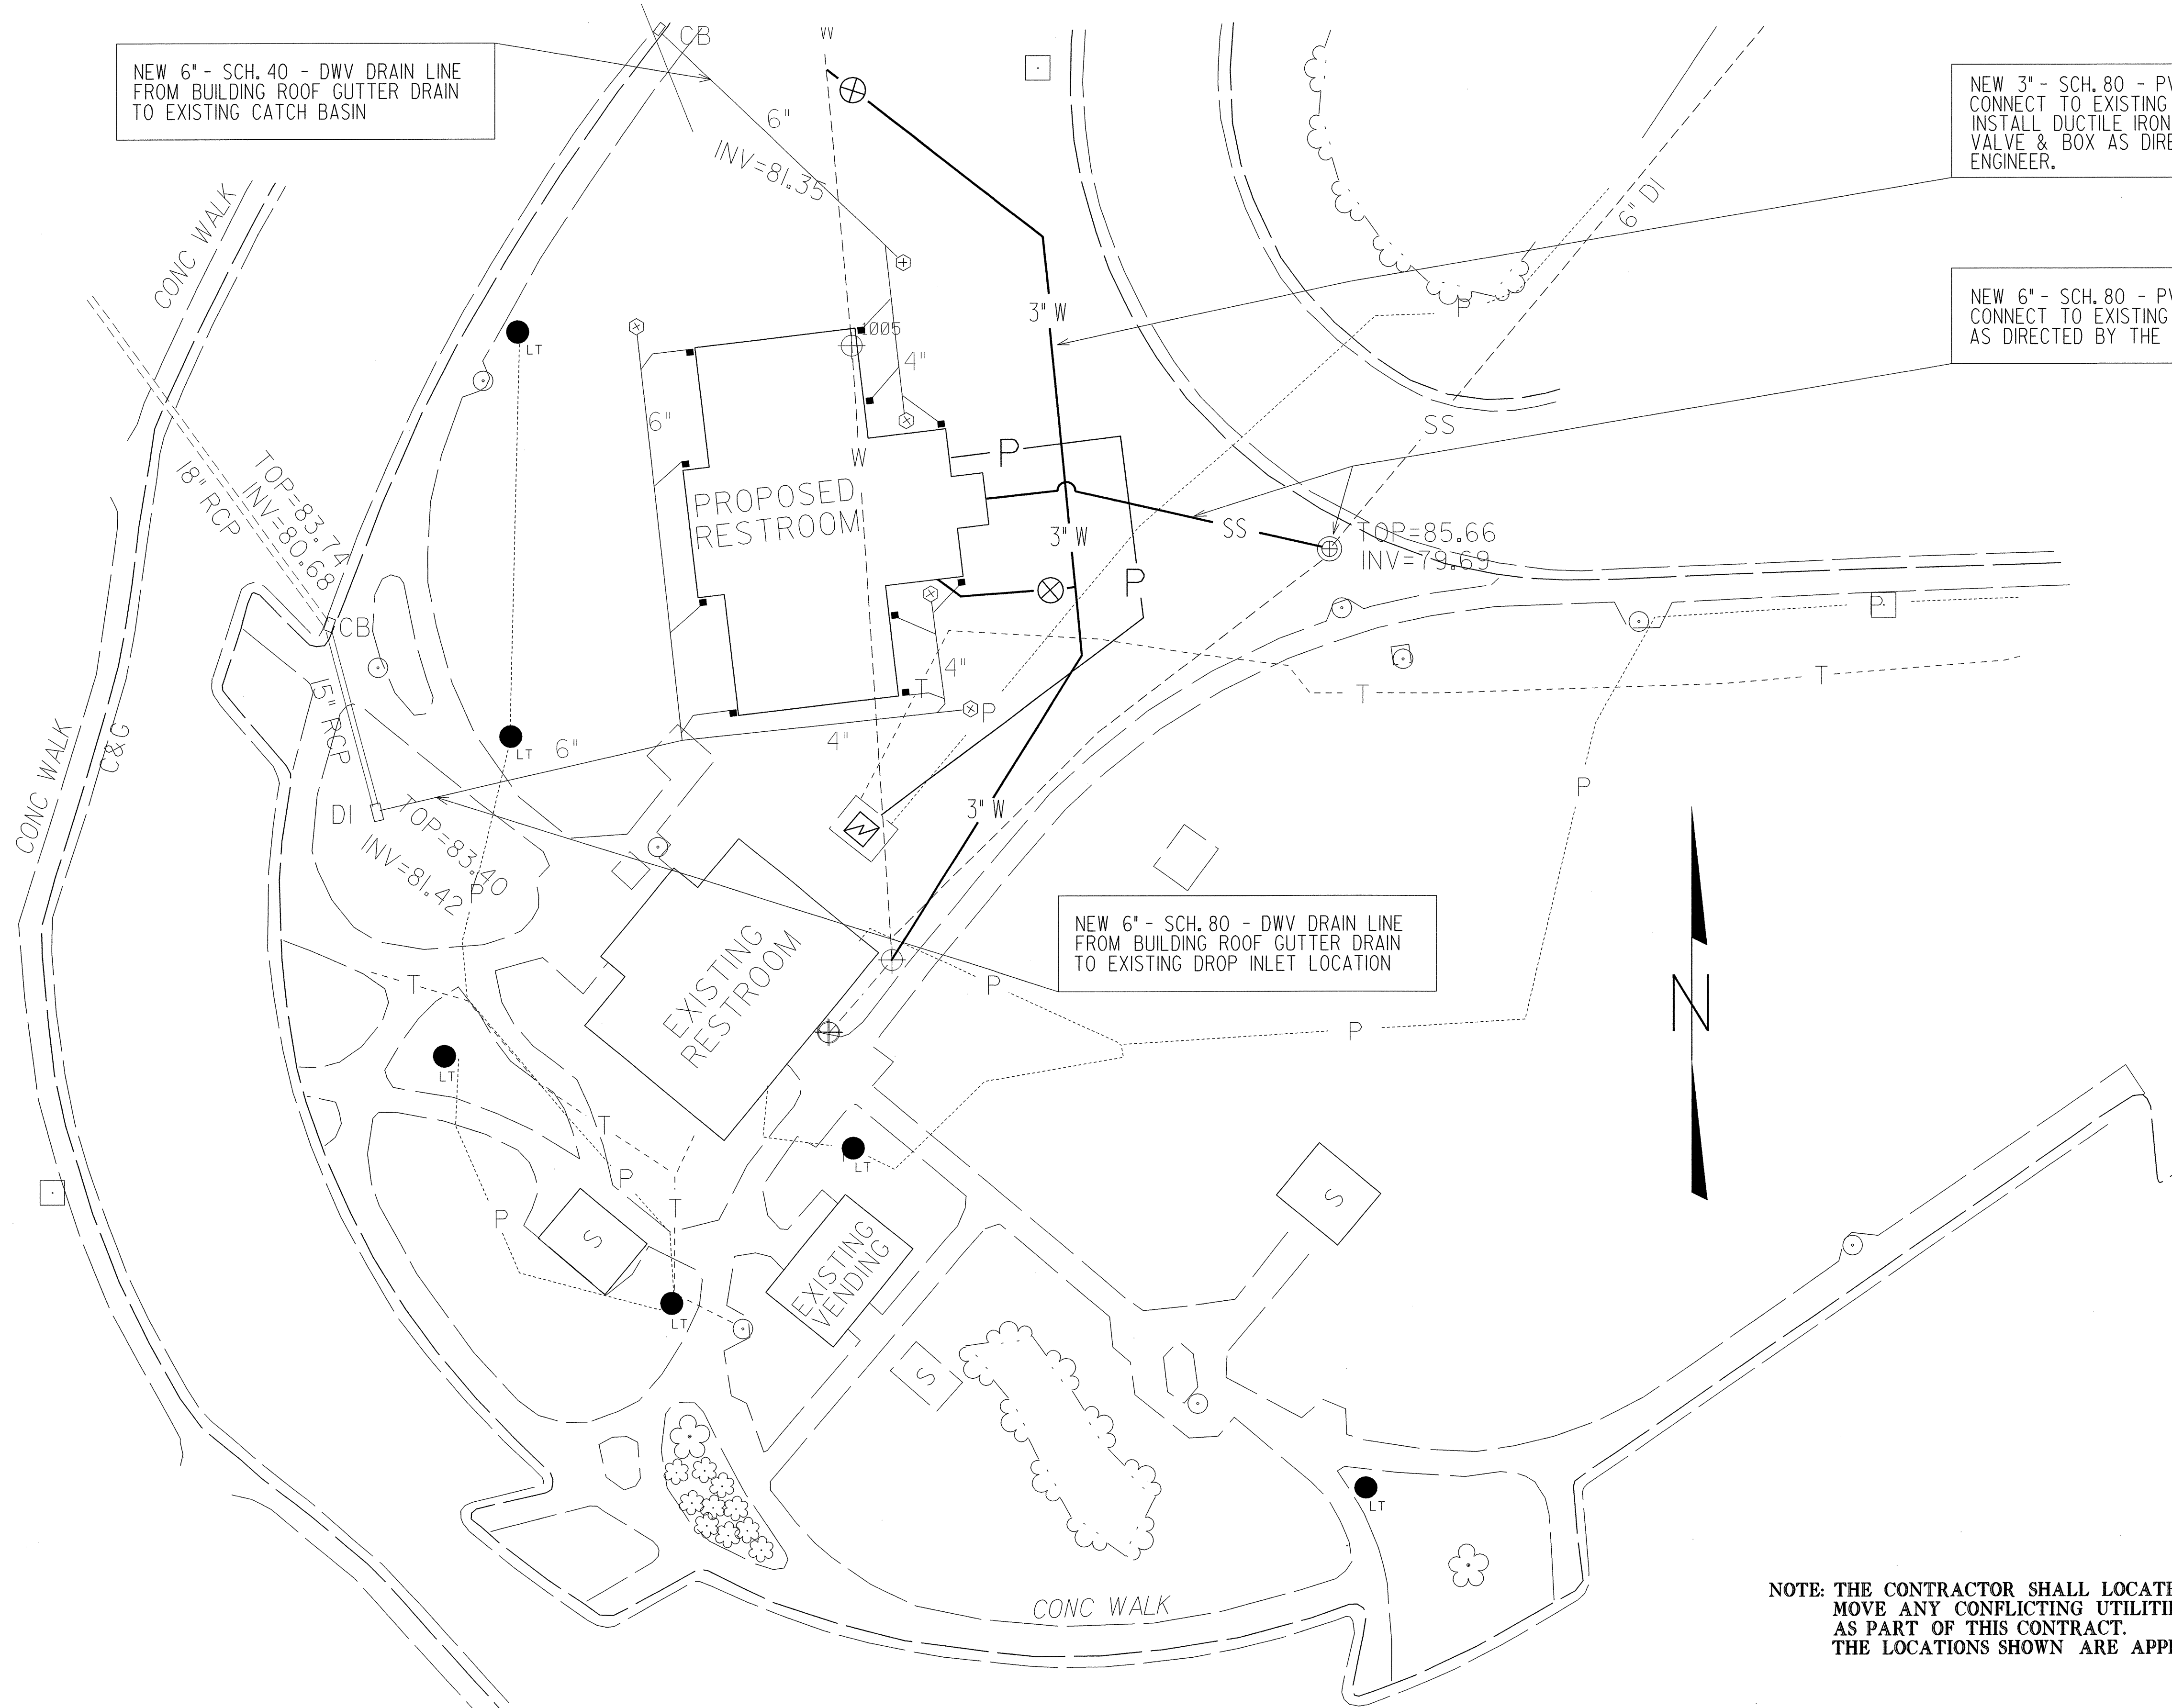 CB
W
NEW 6" - SCH. 40 - DWV DRAIN LINE
FROM BUILDING ROOF GUTTER DRAIN
TO EXISTING CATCH BASIN
6"
INV=81.35
NEW 3" - SCH. 80 -
CONNECT TO EXISTING
INSTALL DUCTILE IRON
VALVE & BOX AS
ENGINEER.
6" DI
CONC WALK
NEW 6" - SCH. 80 -
CONNECT TO EXISTING
AS DIRECTED BY THE
P
3" W
LT
1005
4"
6"
SS
P
W
TOP=83.74
INV=80.68
18" RCP
PROPOSED
RESTROOM
3" W
SS
TOP=85.66
INV=79.69
P
P
CB
4"
T
T
T
15" RCP
P
CONC WALK
C&G
LT
6"
4"
P
DI
TOP=83.40
INV=81.42
3" W
P
NEW 6" - SCH. 80 - DWV DRAIN LINE
FROM BUILDING ROOF GUTTER DRAIN
TO EXISTING DROP INLET LOCATION
EXISTING
RESTROOM
T
P
N
P
LT
T
LT
P
T
S
P
S
EXISTING
VENDING
LT
S
LT
CONC WALK
NOTE: THE CONTRACTOR SHALL LOCATE
MOVE ANY CONFLICTING
AS PART OF THIS CONTRACT.
THE LOCATIONS SHOWN ARE